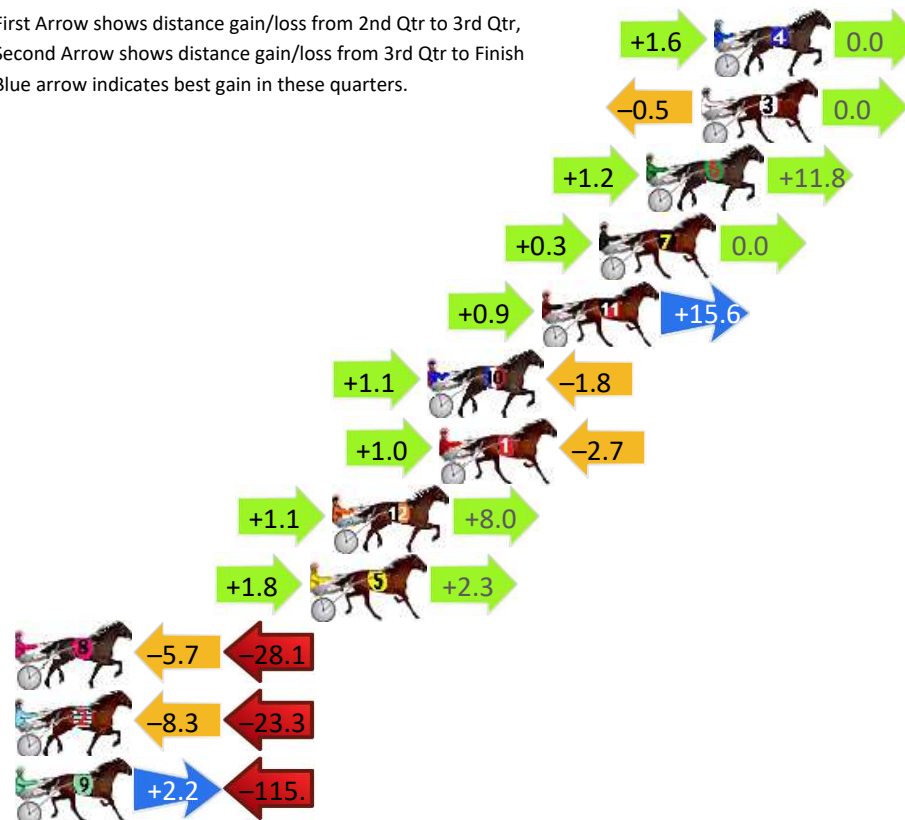 First Arrow shows distance gain/loss from 2nd Qtr to 3rd Qtr,
Second Arrow shows distance gain/loss from 3rd Qtr to Finish
Blue arrow indicates best gain in these quarters.
+1.6 4 0.0
–0.5 3 0.0
+1.2 6 +11.8
+0.3 7 0.0
+0.9 11 +15.6
+1.1 10 –1.8
+1.0 1 –2.7
+1.1 12 +8.0
+1.8 5 +2.3
8 –5.7 –28.1
2 –8.3 –23.3
9 +2.2 –115.